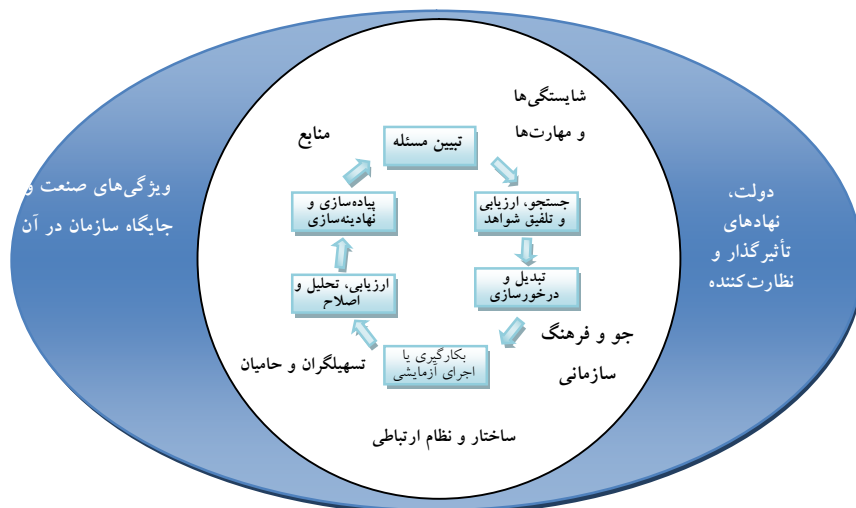 شایستگی‌ها
و مهارت‌ها
منابع
تبیین مسئله
جستجو، ارزیابی
و تلفیق شواهد
تبدیل و
درخورسازی
بکارگیری یا
اجرای آزمایشی
ارزیابی، تحلیل و
اصلاح
پیاده‌سازی و
نهادینه‌سازی
جو و فرهنگ
سازمانی
تسهیلگران و حامیان
ساختار و نظام ارتباطی
دولت،
نهادهای
تأثیرگذار و
نظارت‌کننده
ویژگی‌های صنعت و
جایگاه سازمان در آن